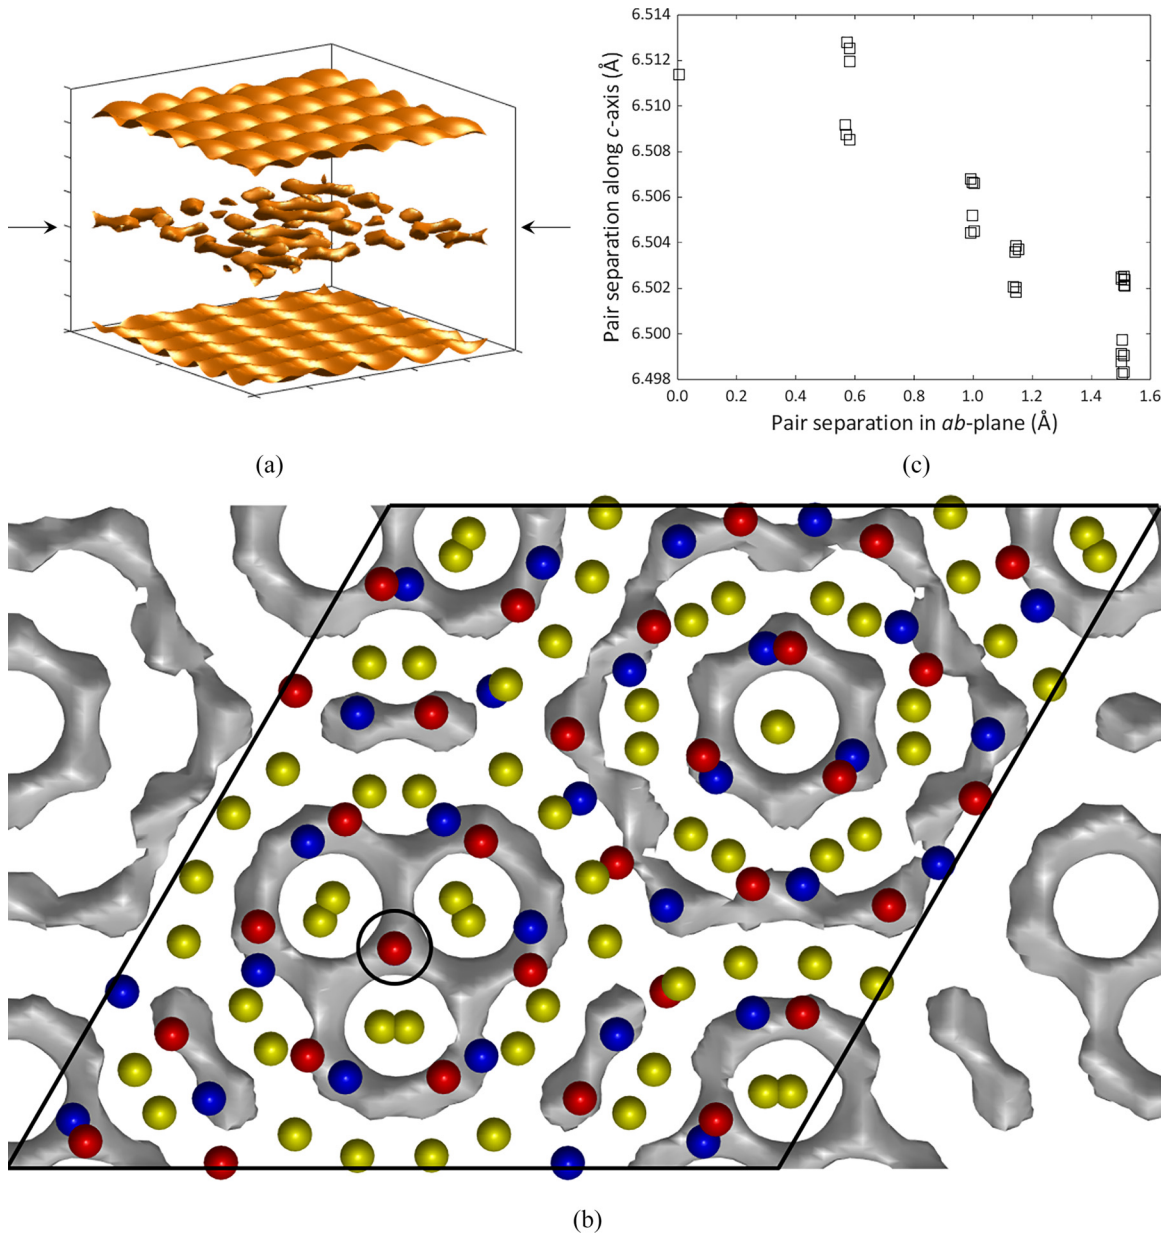 (a)
6.514
6.512
6.510
6.508
6.506
6.504
6.502
6.500
6.498
Pair separation along c-axis (Å)
0.0 0.2 0.4 0.6 0.8 1.0 1.2 1.4 1.6
Pair separation in ab-plane (Å)
(c)
(b)